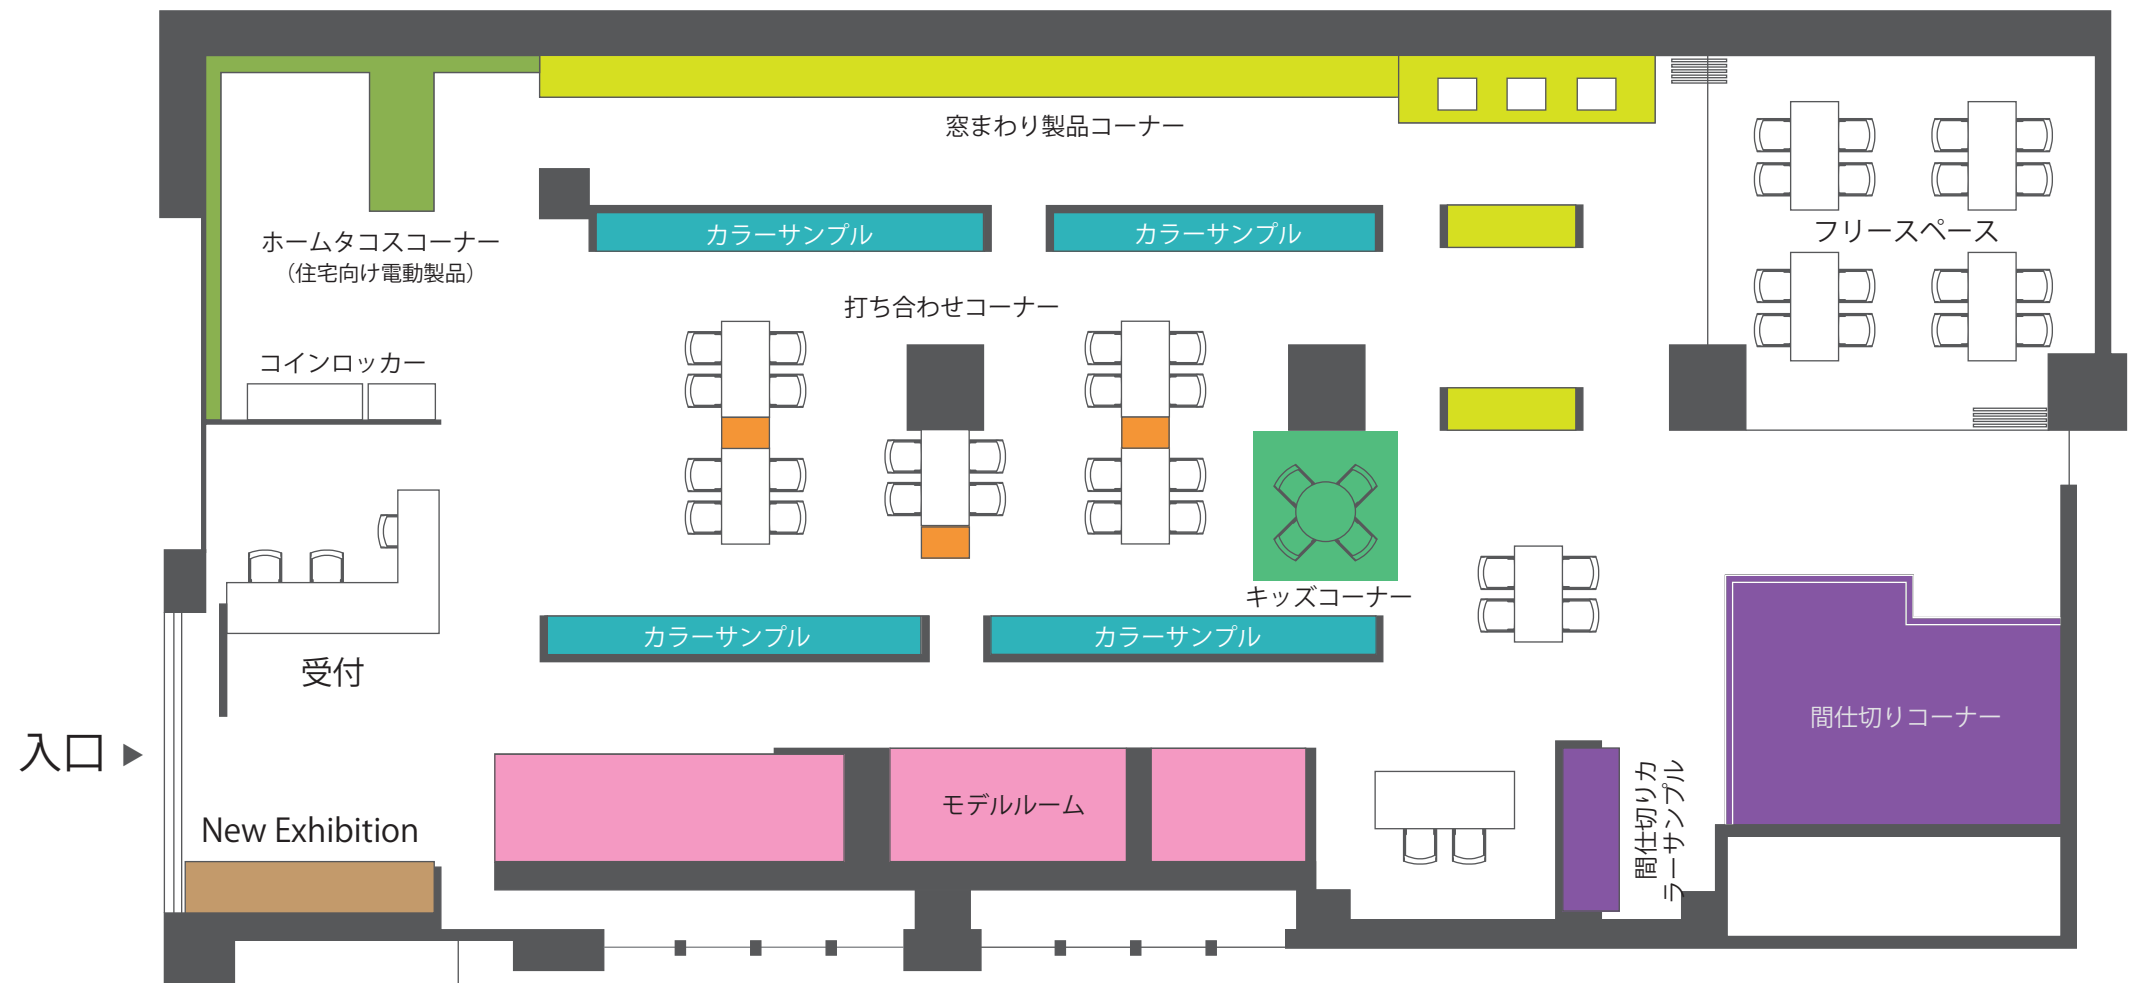 窓まわり製品コーナー
カラーサンプル
カラーサンプル
フリースペース
ホームタコスコーナー
（住宅向け電動製品）
打ち合わせコーナー
コインロッカー
キッズコーナー
カラーサンプル
カラーサンプル
受付
間仕切りコーナー
入口
モデルルーム
間仕切りカ
ラーサンプル
New Exhibition